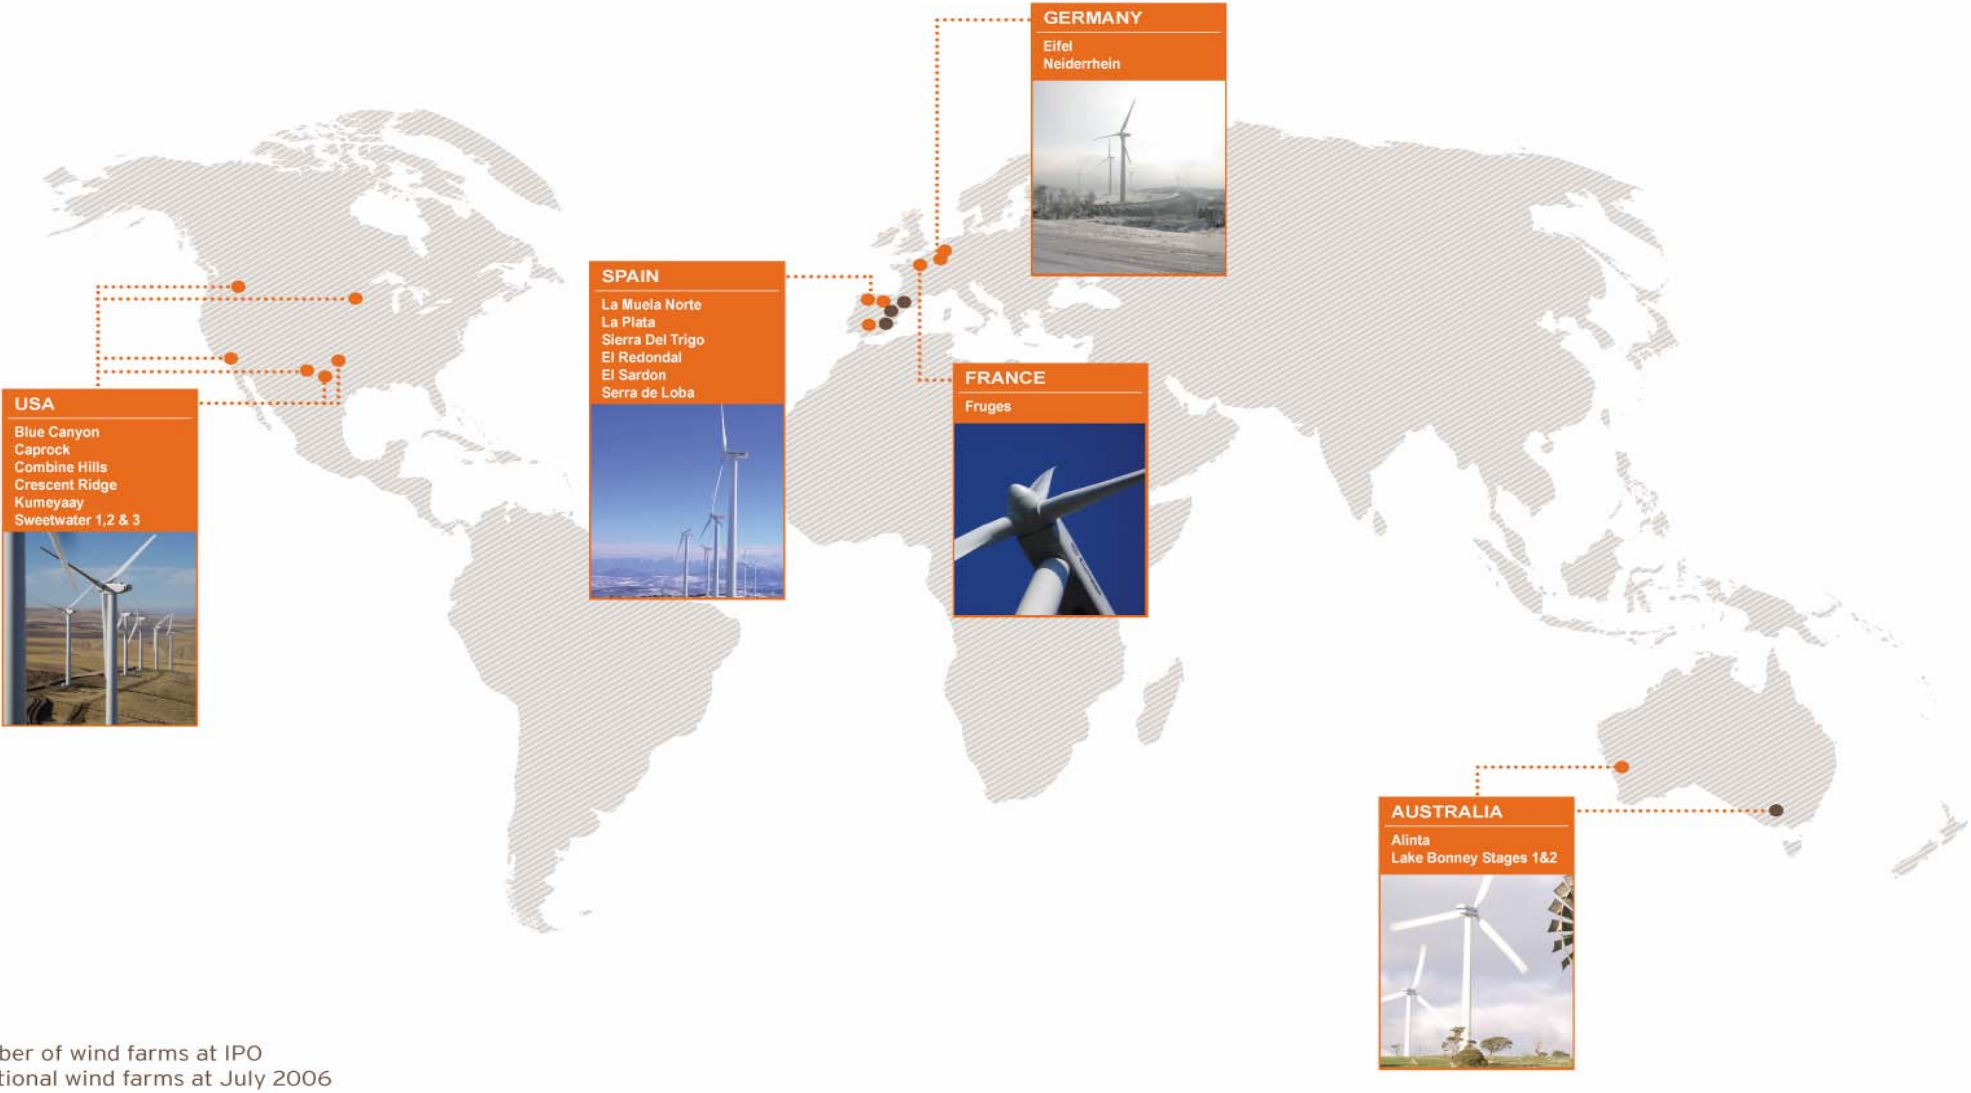 GERMANY
Eifel
Neiderrhein
SPAIN
La Muela Norte
La Plata
Sierra Del Trigo
El Redondal
El Sardon
Serra de Loba
FRANCE
Fruges
USA
Blue Canyon
Caprock
Combine Hills
Crescent Ridge
Kumeyaay
Sweetwater 1,2 & 3
AUSTRALIA
Alinta
Lake Bonney Stages 1&2
ber of wind farms at IPO
tional wind farms at July 2006